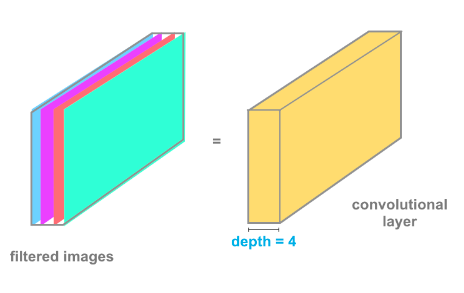 =
convolutional
layer
depth = 4
filtered images